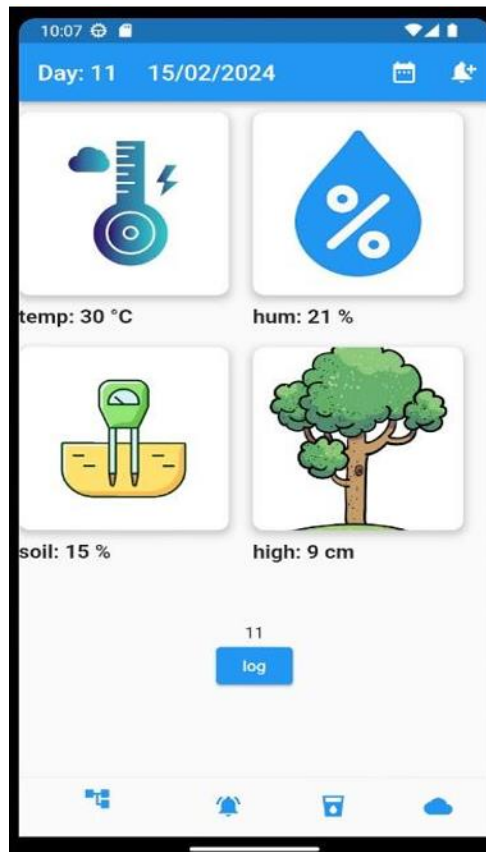 10:07
Day: 11 15/02/2024
%
temp: 30 °C hum: 21 %
soil: 15 % high: 9 cm
11
log